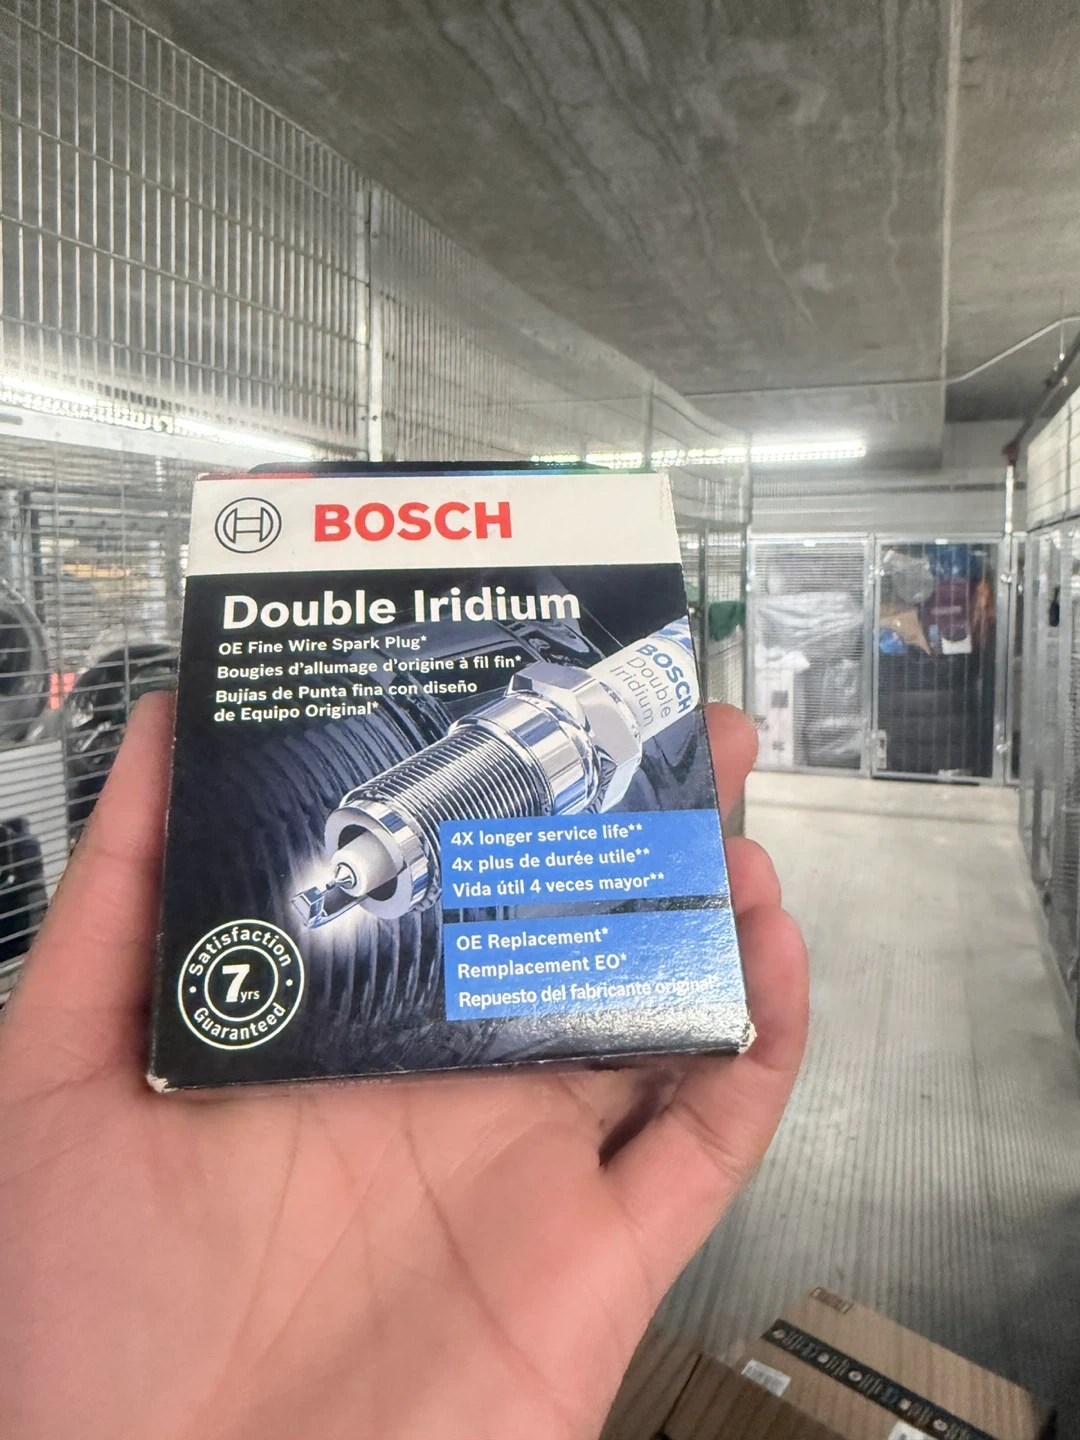 BOSCH
Double Iridium
OE Fine Wire Spark Plug*
Bougies d'allumage d'origine à fil fin*
Bujías de Punta fina con diseño
de Equipo Original*
BOSCH
Double
Iridium
4X longer service life**
4x plus de durée utile**
Vida útil 4 veces mayor**
OE Replacement*
Remplacement EO*
Repuesto del fabricante original*
Satisfaction
7yrs
Guaranteed